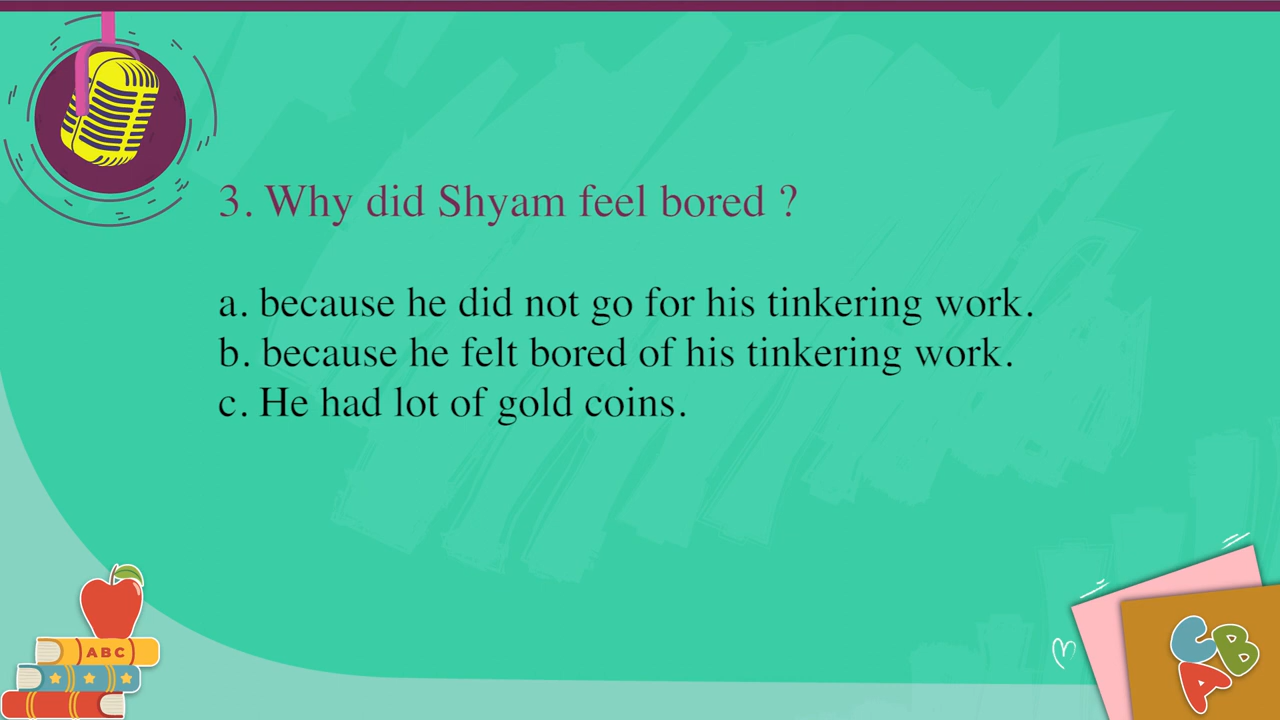 3. Why did Shyam feel bored ?
a. because he did not go for his tinkering work.
b. because he felt bored of his tinkering work.
c. He had lot of gold coins.
ABC
C B
A